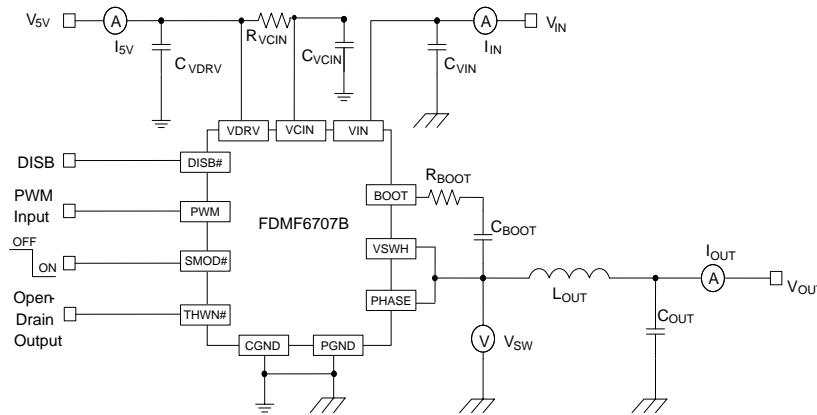 V5V
A
I5V
RVCIN
CVCIN
CVDRV
A
IIN
VIN
CVIN
VDRV
VCIN
VIN
DISB
DISB#
PWM
Input
PWM
OFF
ON
SMOD#
Open-
Drain
Output
THWN#
FDMF6707B
BOOT
RBOOT
CBOOT
VSWH
PHASE
CGND
PGND
V
VSW
LOUT
IOUT
A
VOUT
COUT